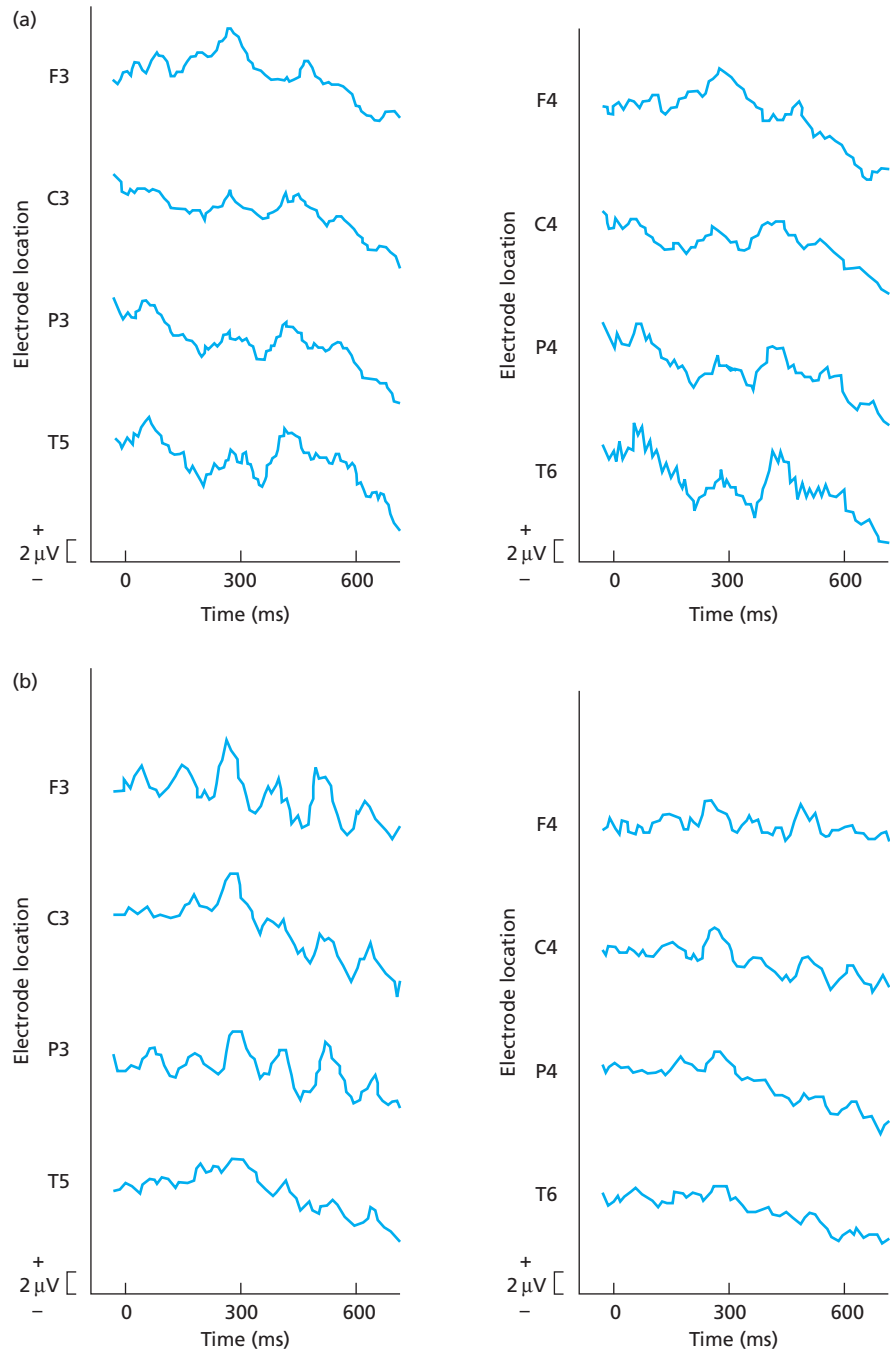 (a)
F3
C3
P3
T5
Electrode location
+
2 μV
−
0 300 600
Time (ms)
F4
C4
P4
T6
Electrode location
+
2 μV
−
0 300 600
Time (ms)
(b)
F3
C3
P3
T5
Electrode location
+
2 μV
−
0 300 600
Time (ms)
F4
C4
P4
T6
Electrode location
+
2 μV
−
0 300 600
Time (ms)